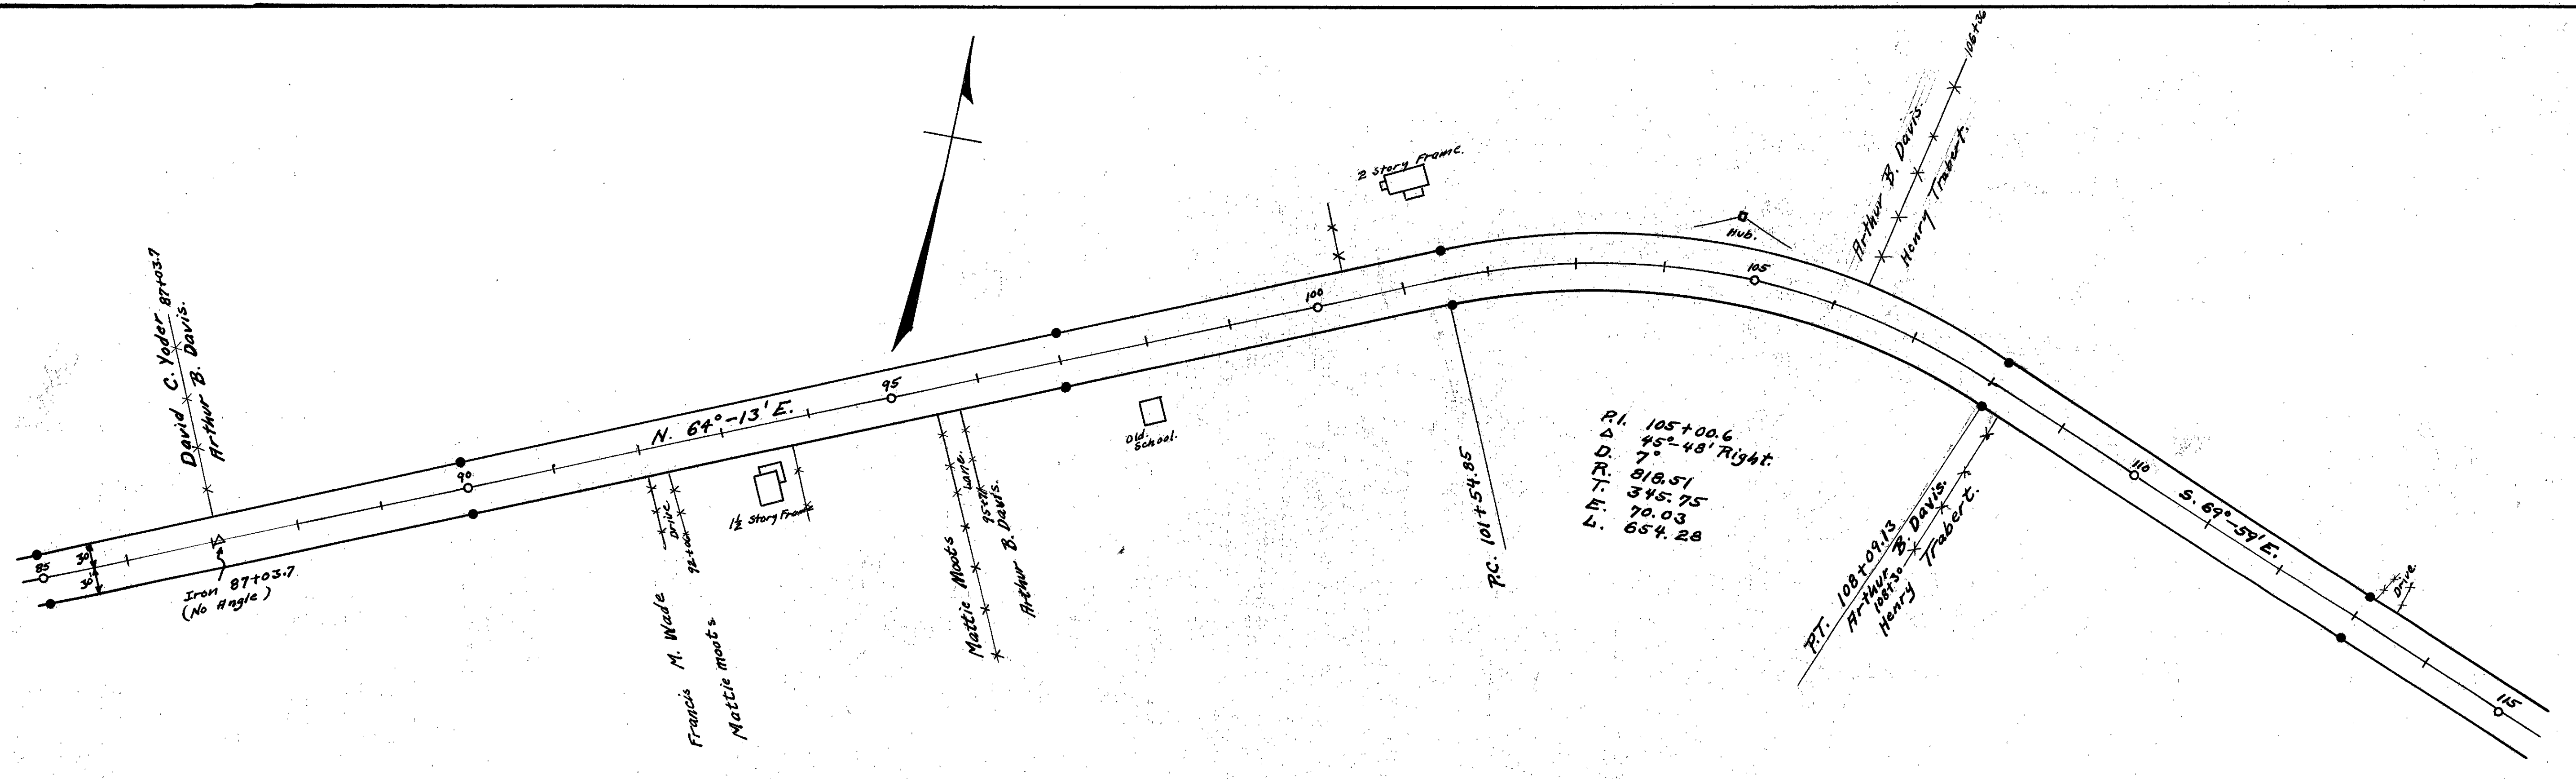 David C. Yoder 87+03.7
Arthur B. Davis.
85
30'
30'
Iron 87+03.7
(No Angle)
90
N. 64°-13' E.
Francis M. Wade
Drive
92+00
Mattie Moots
1½ Story Frame
95
Mattie Moots
Lane.
Arthur B. Davis.
Old School.
100
2 Story Frame.
P.C. 101+54.85
P.I. 105+00.6
Δ 45°-48' Right.
D. 7°
R. 818.51
T. 345.75
E. 70.03
L. 654.28
Hub.
105
Arthur B. Davis.
106+36
Henry Trabert.
P.T. 108+09.13
Arthur B. Davis.
108+30
Henry Trabert.
110
S. 69°-59' E.
Drive
115